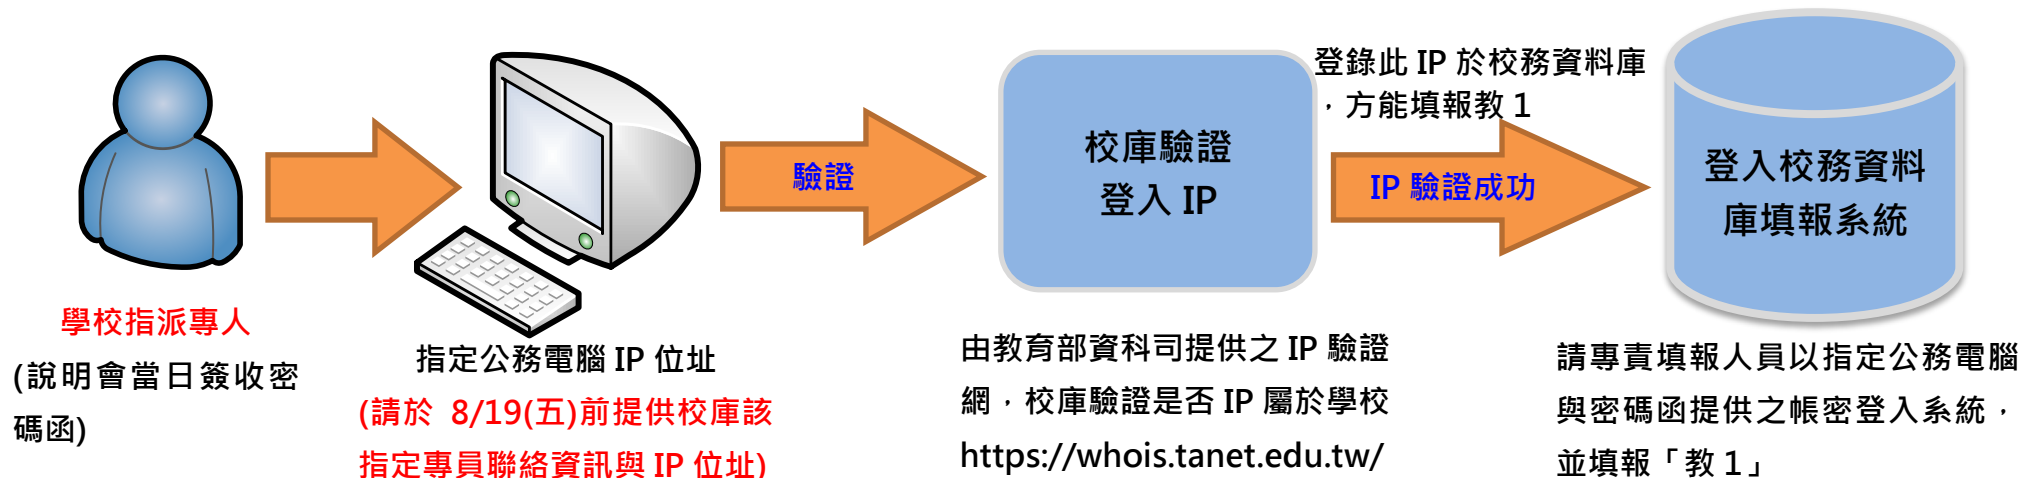 學校指派專人
(說明會當日簽收密
碼函)
指定公務電腦 IP 位址
(請於 8/19(五)前提供校庫該
指定專員聯絡資訊與 IP 位址)
驗證
校庫驗證
登入 IP
由教育部資科司提供之 IP 驗證
網，校庫驗證是否 IP 屬於學校
https://whois.tanet.edu.tw/
登錄此 IP 於校務資料庫
，方能填報教 1
IP 驗證成功
登入校務資料
庫填報系統
請專責填報人員以指定公務電腦
與密碼函提供之帳密登入系統，
並填報「教 1」